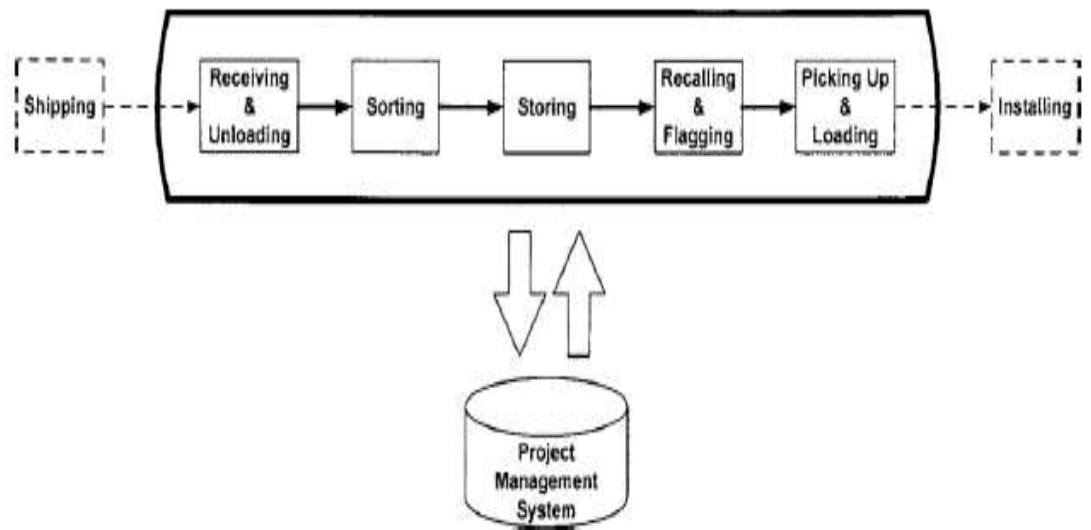 Shipping
Receiving
&
Unloading
Sorting
Storing
Recalling
&
Flagging
Picking Up
&
Loading
Installing
Project
Management
System